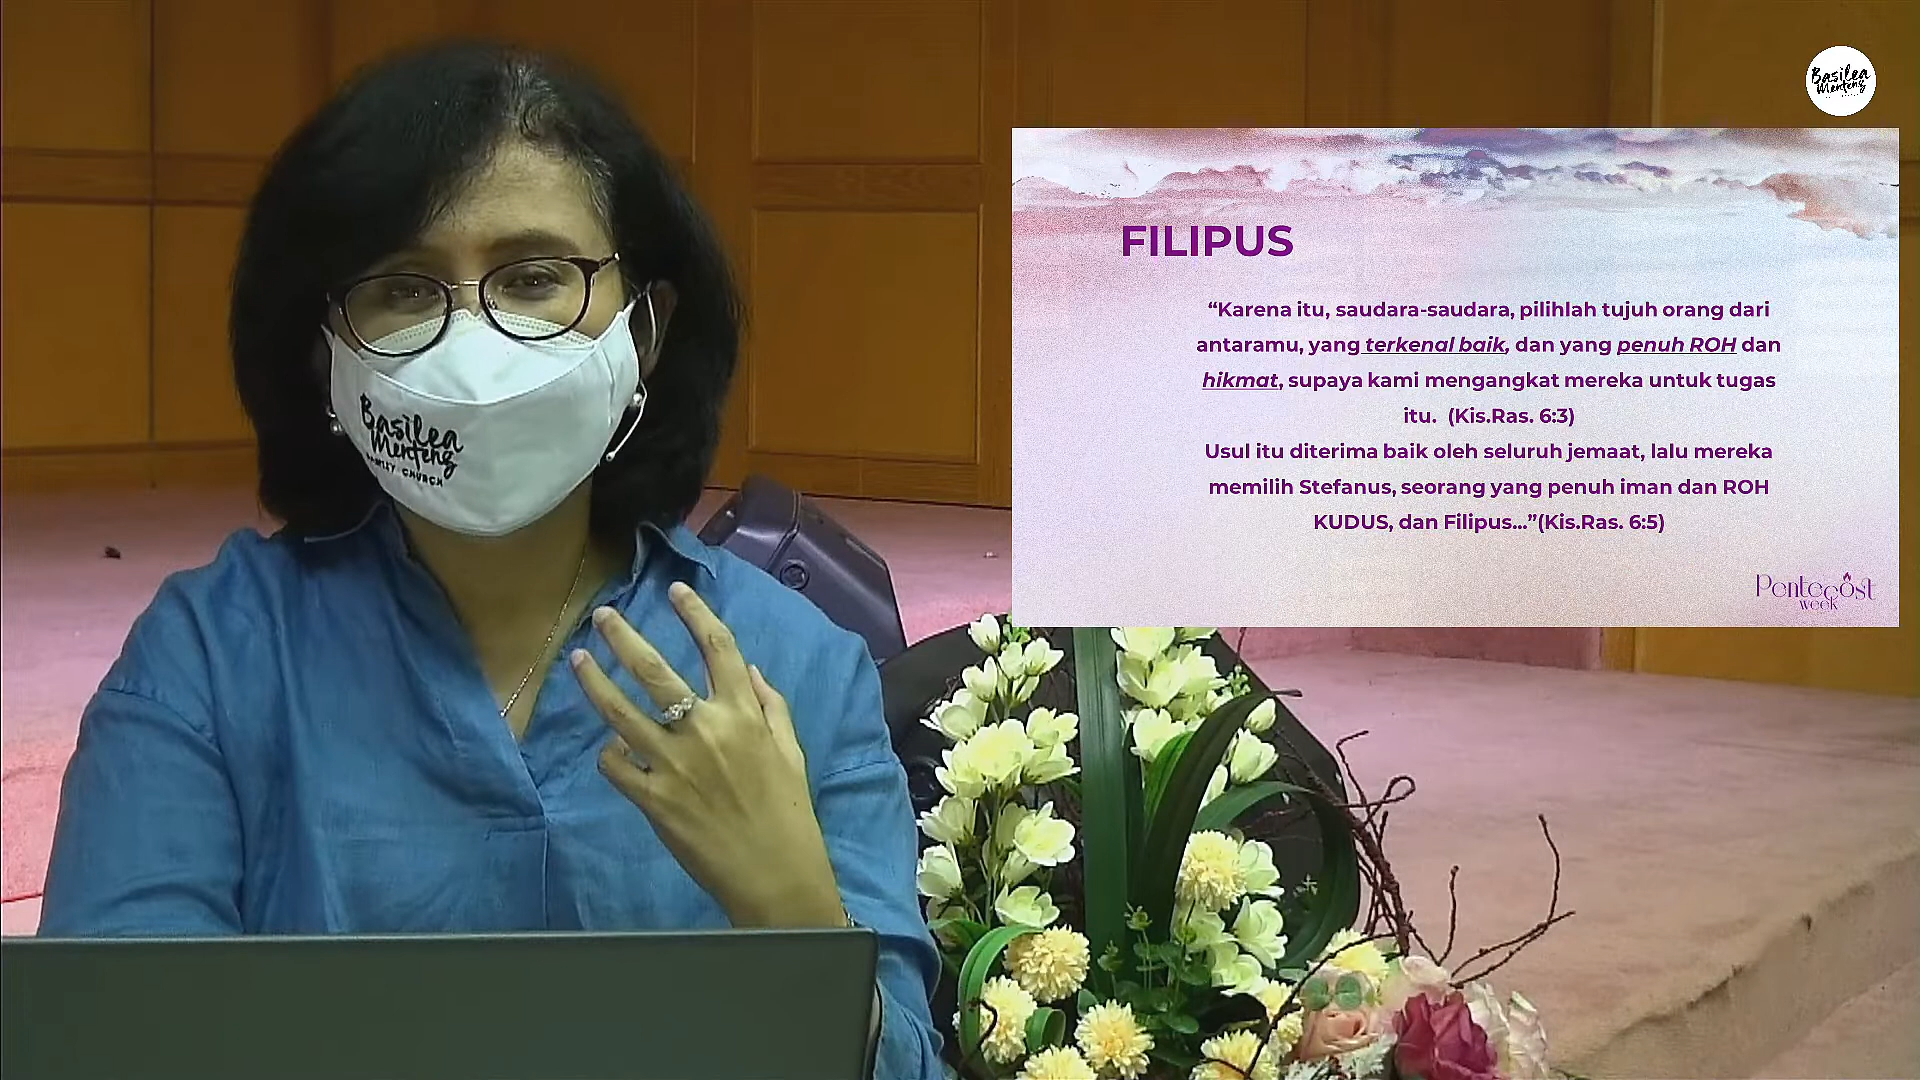 Basilea
Menteng
FILIPUS
“Karena itu, saudara-saudara, pilihlah tujuh orang dari
antaramu, yang terkenal baik, dan yang penuh ROH dan
hikmat, supaya kami mengangkat mereka untuk tugas
itu. (Kis.Ras. 6:3)
Usul itu diterima baik oleh seluruh jemaat, lalu mereka
memilih Stefanus, seorang yang penuh iman dan ROH
KUDUS, dan Filipus...”(Kis.Ras. 6:5)
Pentecost
week
Basilea
Menteng
FAMILY CHURCH